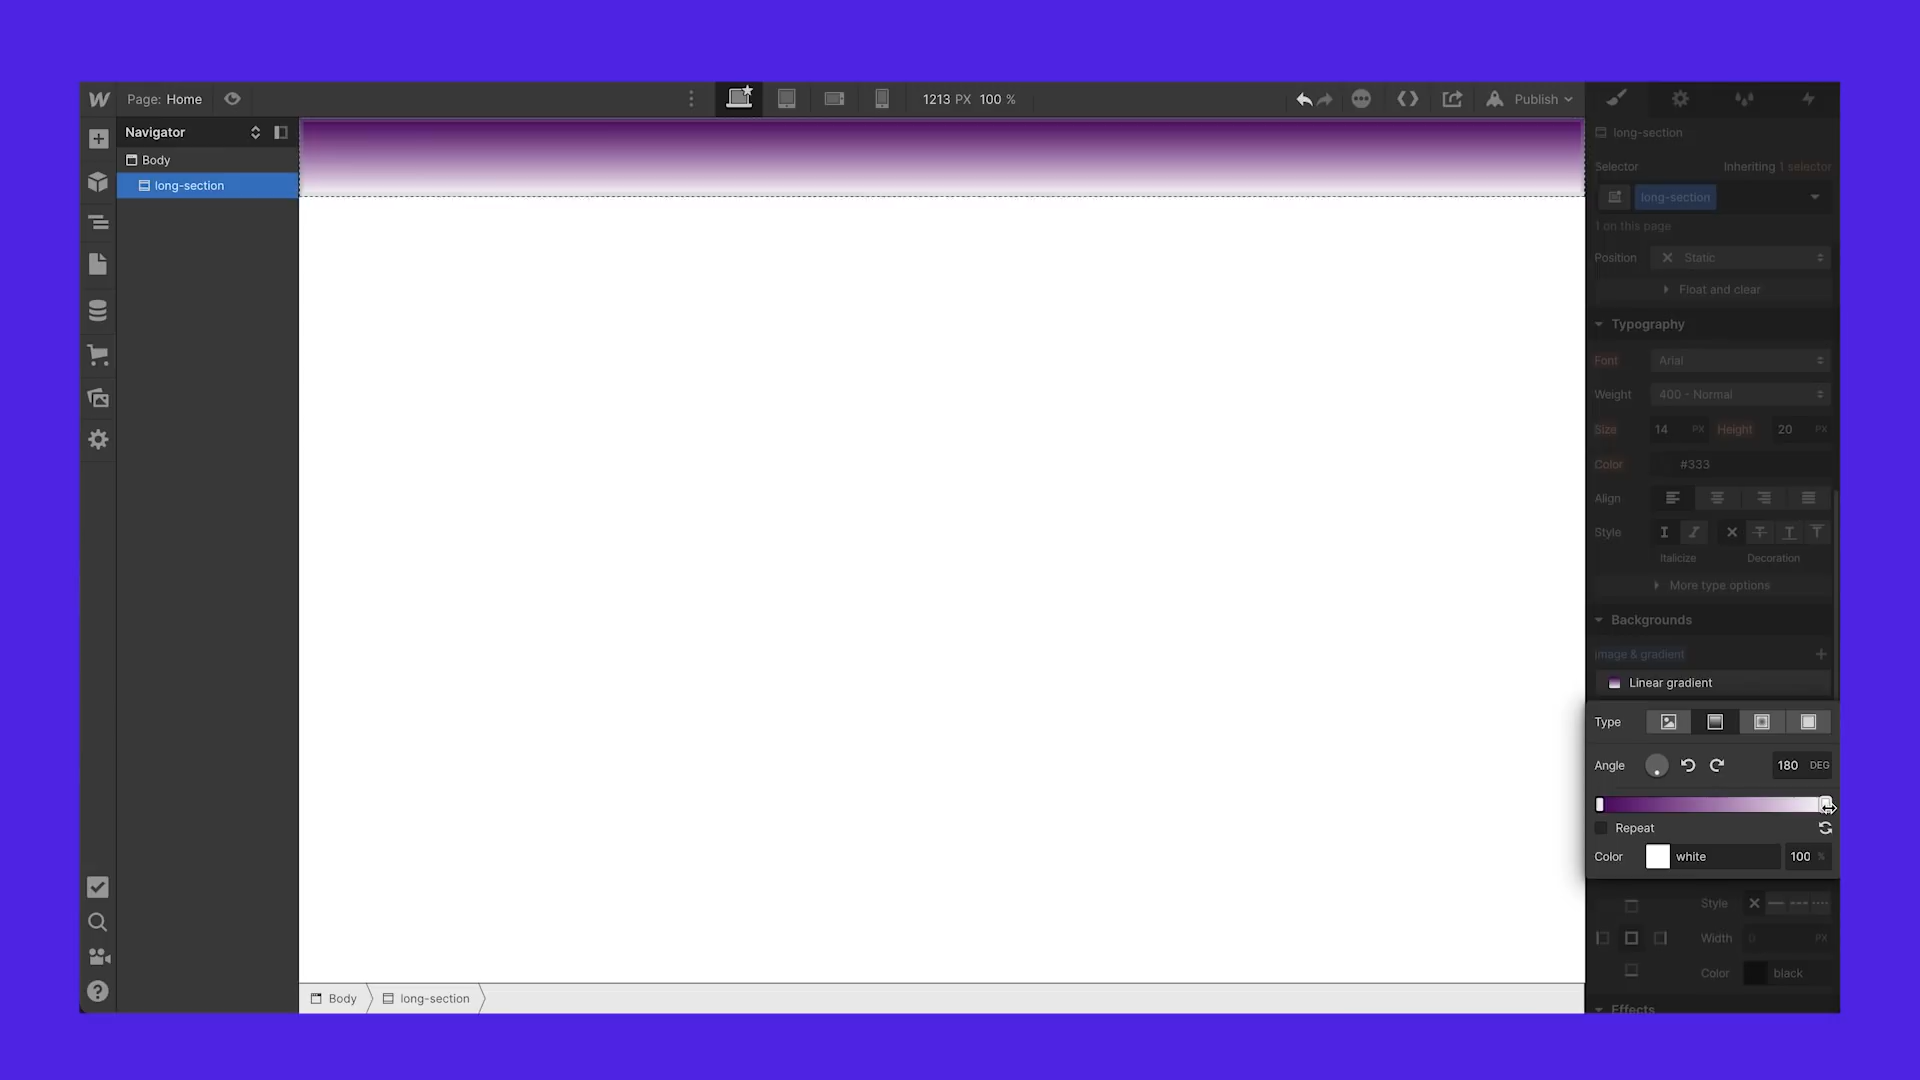 Page: Home
1213 PX 100 %
Publish
Navigator
Body
long-section
long-section
Selector
Inheriting 1 selector
long-section
1 on this page
Position
Static
Float and clear
Typography
Font
Arial
Weight
400 - Normal
Size
14
PX
Height
20
PX
Color
#333
Align
Style
Italicize
Decoration
More type options
Backgrounds
Image & gradient
Linear gradient
Type
Angle
180
DEG
Repeat
Color
white
100
%
Style
Width
0
PX
Color
black
Effects
Body
long-section